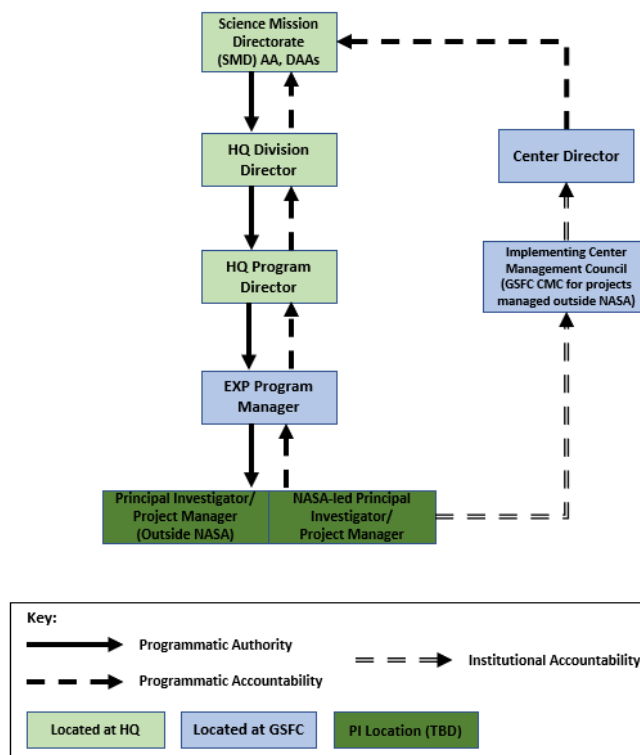 Science Mission
Directorate
(SMD) AA, DAAs
HQ Division
Director
Center Director
HQ Program
Director
Implementing Center
Management Council
(GSFC CMC for projects
managed outside NASA)
EXP Program
Manager
Principal Investigator/
Project Manager
(Outside NASA)
NASA-led Principal
Investigator/
Project Manager
Key:
Programmatic Authority
Programmatic Accountability
Institutional Accountability
Located at HQ
Located at GSFC
PI Location (TBD)